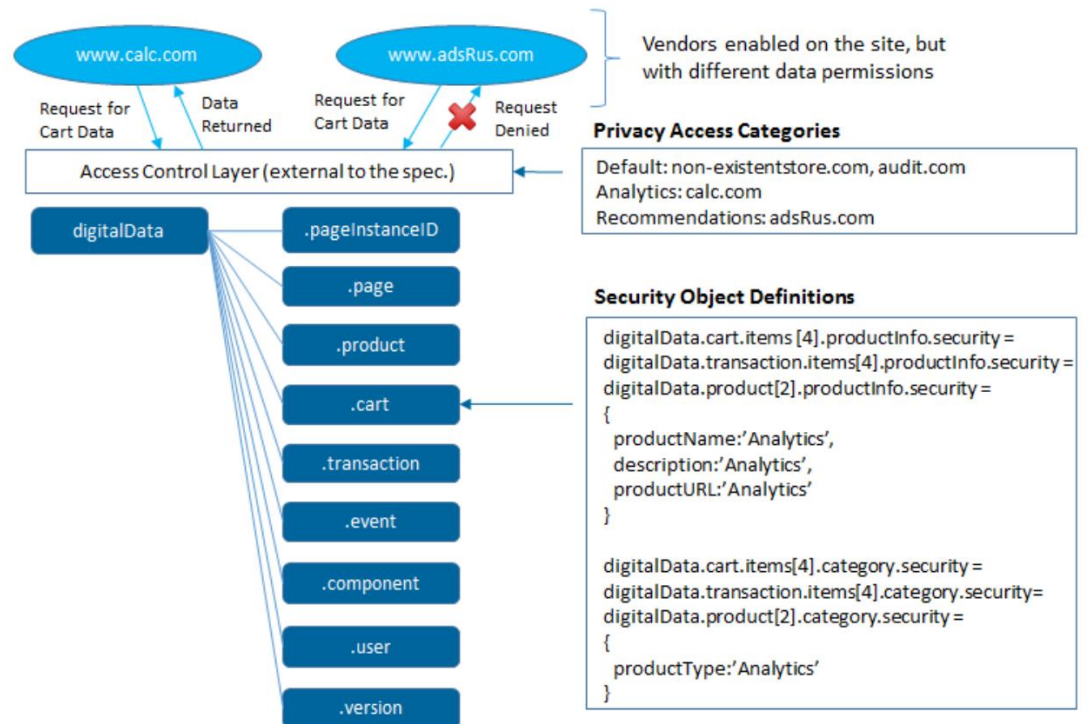 www.calc.com
www.adsRus.com
Vendors enabled on the site, but
with different data permissions
Request for
Cart Data
Data
Returned
Request for
Cart Data
Request
Denied
Privacy Access Categories
Access Control Layer (external to the spec.)
Default: non-existentstore.com, audit.com
Analytics: calc.com
Recommendations: adsRus.com
digitalData
.pageInstanceID
.page
.product
.cart
.transaction
.event
.component
.user
.version
Security Object Definitions
digitalData.cart.items [4].productInfo.security =
digitalData.transaction.items[4].productInfo.security =
digitalData.product[2].productInfo.security =
{
productName:’Analytics’,
description:’Analytics’,
productURL:’Analytics’
}
digitalData.cart.items[4].category.security =
digitalData.transaction.items[4].category.security=
digitalData.product[2].category.security =
{
productType:’Analytics’
}